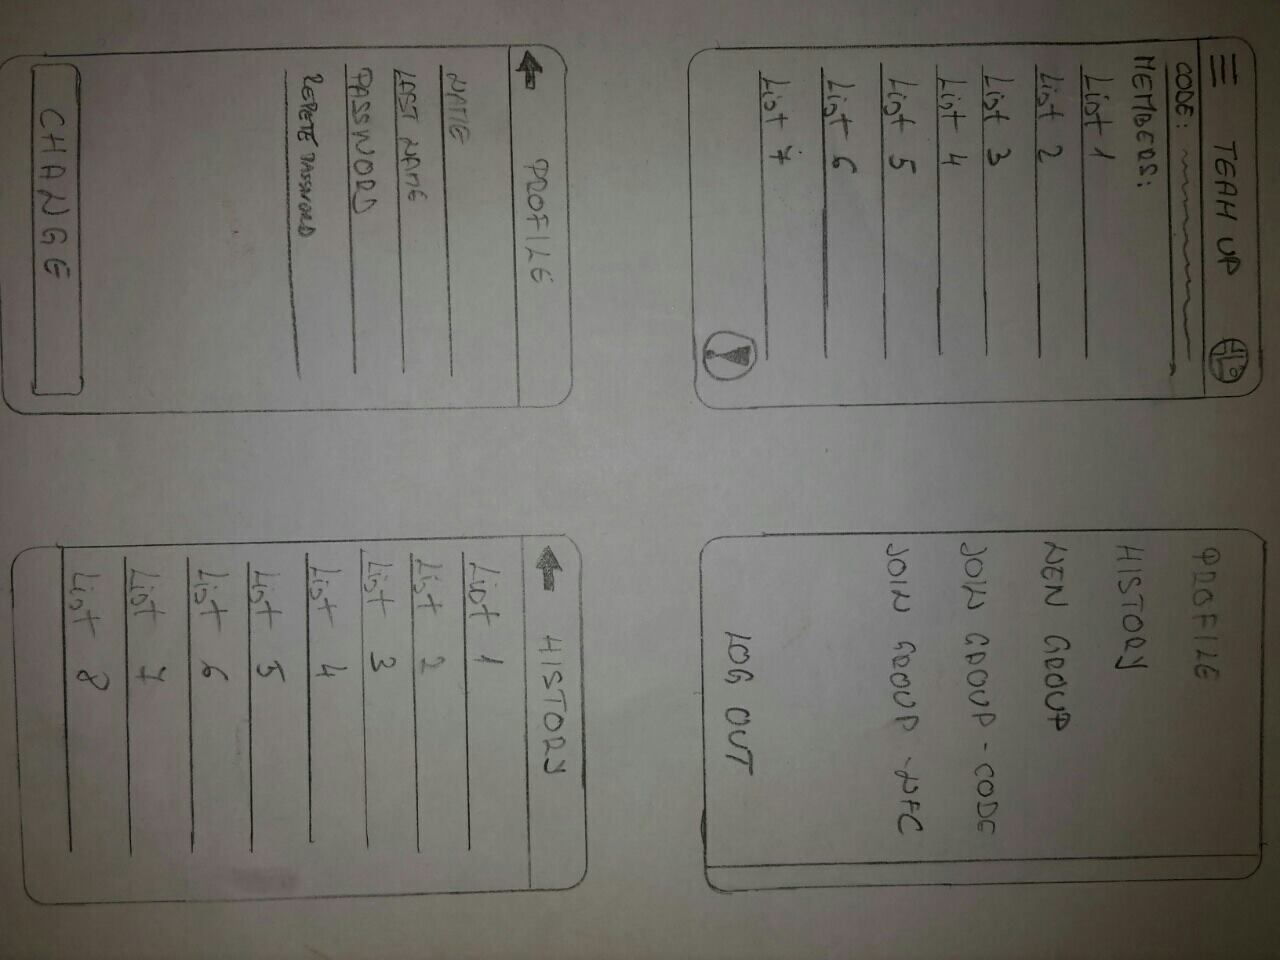 TEAM UP
CODE:
MEMBERS:
List 1
List 2
List 3
List 4
List 5
List 6
List 7
!
PROFILE
HISTORY
NEW GROUP
JOIN GROUP - CODE
JOIN GROUP - NFC
LOG OUT
PROFILE
NAME
LAST NAME
PASSWORD
REPETE PASSWORD
CHANGE
HISTORY
List 1
List 2
List 3
List 4
List 5
List 6
List 7
List 8